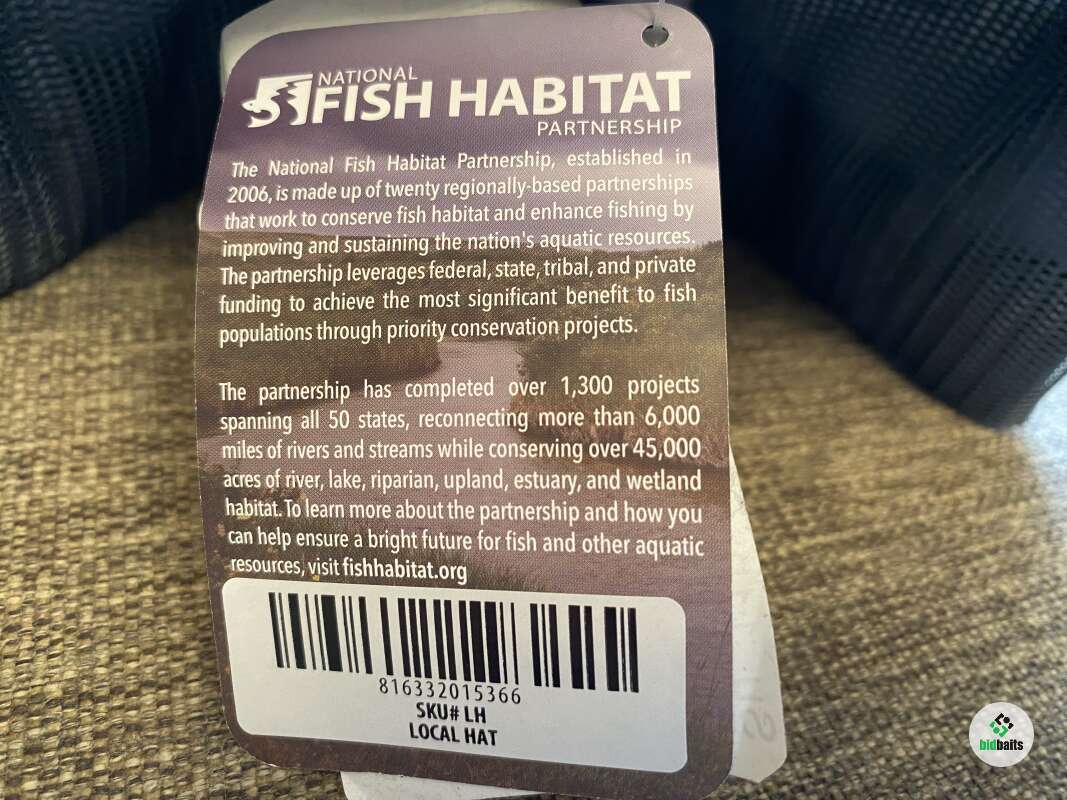 NATIONAL
FISH HABITAT
PARTNERSHIP
The National Fish Habitat Partnership, established in
2006, is made up of twenty regionally-based partnerships
that work to conserve fish habitat and enhance fishing by
improving and sustaining the nation's aquatic resources.
The partnership leverages federal, state, tribal, and private
funding to achieve the most significant benefit to fish
populations through priority conservation projects.
The partnership has completed over 1,300 projects
spanning all 50 states, reconnecting more than 6,000
miles of rivers and streams while conserving over 45,000
acres of river, lake, riparian, upland, estuary, and wetland
habitat. To learn more about the partnership and how you
can help ensure a bright future for fish and other aquatic
resources, visit fishhabitat.org
816332015366
SKU# LH
LOCAL HAT
bidbaits